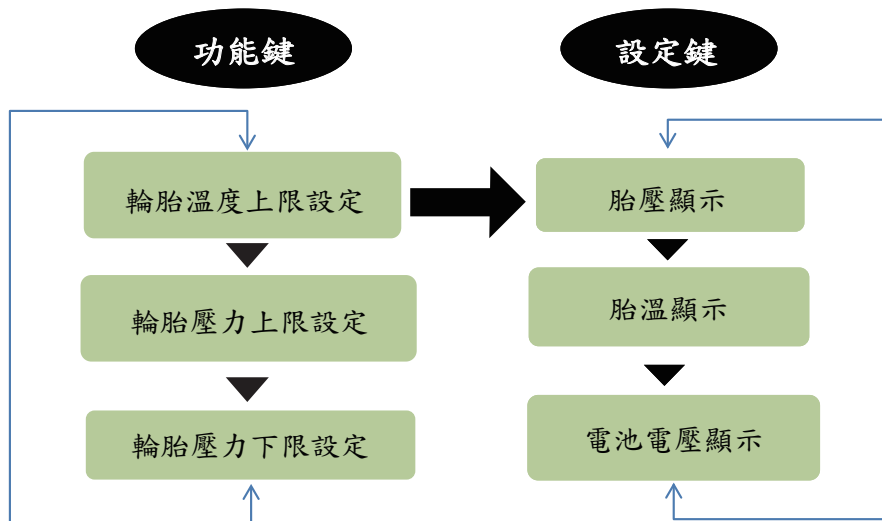 功能鍵
設定鍵
輪胎溫度上限設定
胎壓顯示
輪胎壓力上限設定
胎溫顯示
輪胎壓力下限設定
電池電壓顯示